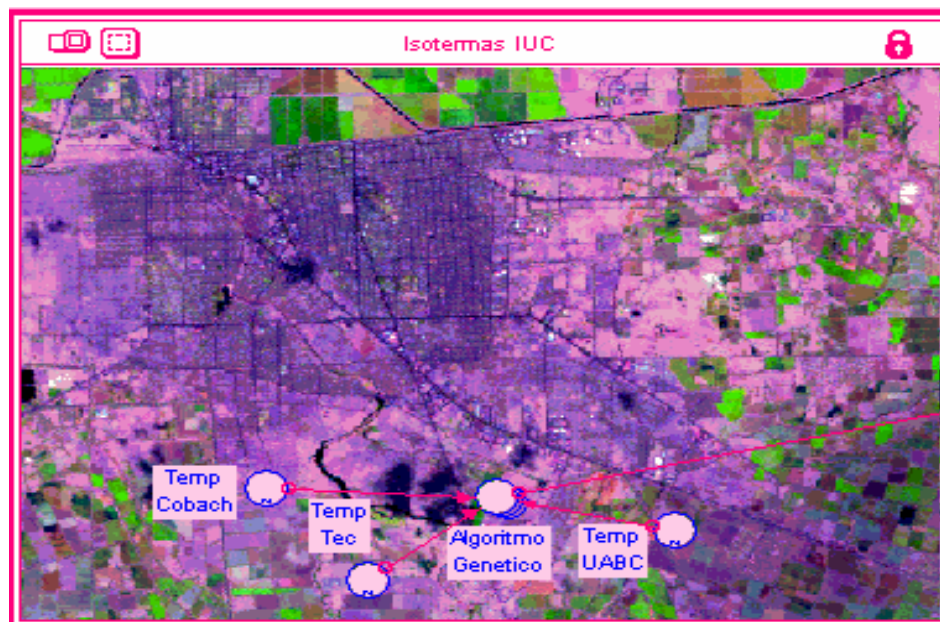 Isotermas IUC
Temp
Cobach
Temp
Tec
Algoritmo
Genetico
Temp
UABC